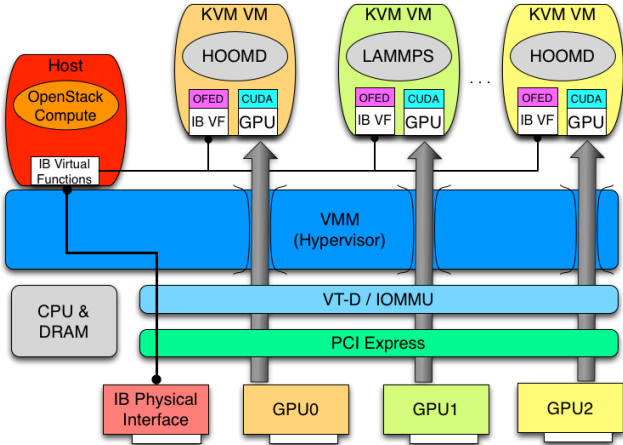 KVM VM
KVM VM
KVM VM
Host
HOOMD
LAMMPS
HOOMD
. . .
OpenStack
Compute
OFED
CUDA
OFED
CUDA
OFED
CUDA
IB VF
GPU
IB VF
GPU
IB VF
GPU
IB Virtual
Functions
VMM
(Hypervisor)
VT-D / IOMMU
CPU &
DRAM
PCI Express
IB Physical
Interface
GPU0
GPU1
GPU2